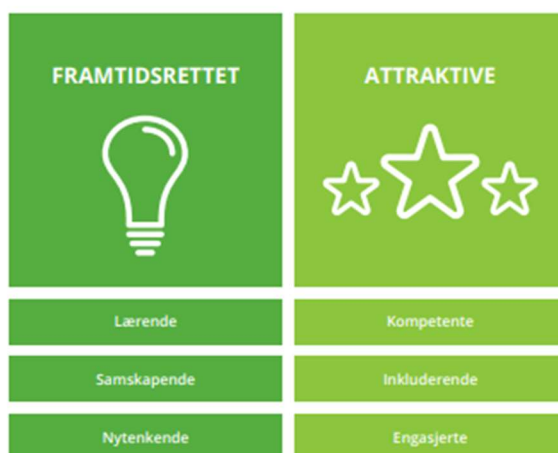 FRAMTIDSRETTET
Lærende
Samskapende
Nytenkende
ATTRAKTIVE
Kompetente
Inkluderende
Engasjerte